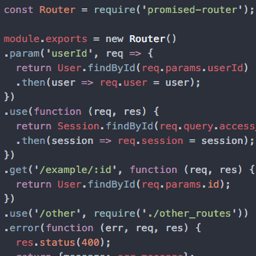 const Router = require('promised-router');
module.exports = new Router()
.param('userId', req => {
return User.findById(req.params.userId)
.then(user => req.user = user);
})
.use(function (req, res) {
return Session.findById(req.query.access
.then(session => req.session = session);
})
.get('/example/:id', function (req, res) {
return User.findById(req.params.id);
})
.use('/other', require('./other_routes'))
.error(function (err, req, res) {
res.status(400);